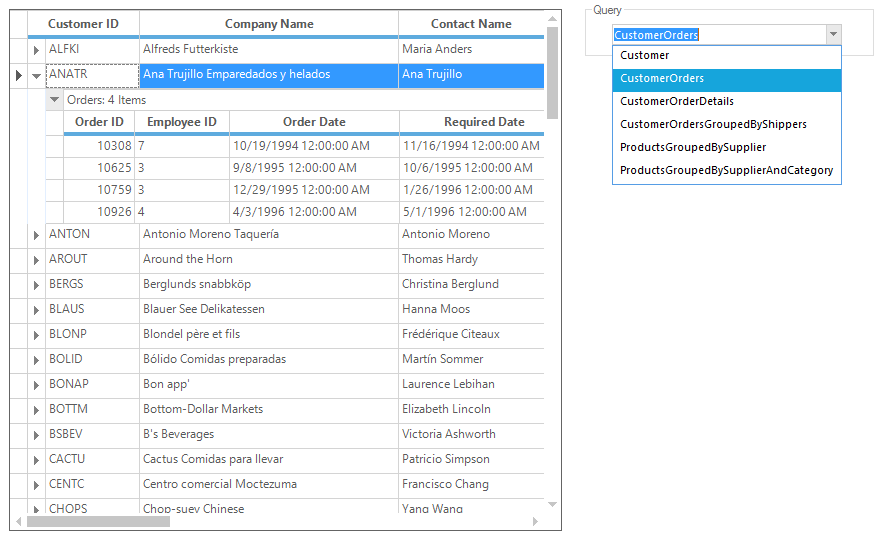 Customer ID Company Name Contact Name
ALFKI Alfreds Futterkiste Maria Anders
ANATR Ana Trujillo Emparedados y helados Ana Trujillo
Orders: 4 Items
Order ID Employee ID Order Date Required Date
10308 7 10/19/1994 12:00:00 AM 11/16/1994 12:00:00 AM
10625 3 9/8/1995 12:00:00 AM 10/6/1995 12:00:00 AM
10759 3 12/29/1995 12:00:00 AM 1/26/1996 12:00:00 AM
10926 4 4/3/1996 12:00:00 AM 5/1/1996 12:00:00 AM
ANTON Antonio Moreno Taquería Antonio Moreno
AROUT Around the Horn Thomas Hardy
BERGS Berglunds snabbköp Christina Berglund
BLAUS Blauer See Delikatessen Hanna Moos
BLONP Blondel père et fils Frédérique Citeaux
BOLID Bólido Comidas preparadas Martín Sommer
BONAP Bon app' Laurence Lebihan
BOTTM Bottom-Dollar Markets Elizabeth Lincoln
BSBEV B's Beverages Victoria Ashworth
CACTU Cactus Comidas para llevar Patricio Simpson
CENTC Centro comercial Moctezuma Francisco Chang
CHOPS Chop-suey Chinese Yang Wang
Query
CustomerOrders
Customer
CustomerOrders
CustomerOrderDetails
CustomerOrdersGroupedByShippers
ProductsGroupedBySupplier
ProductsGroupedBySupplierAndCategory